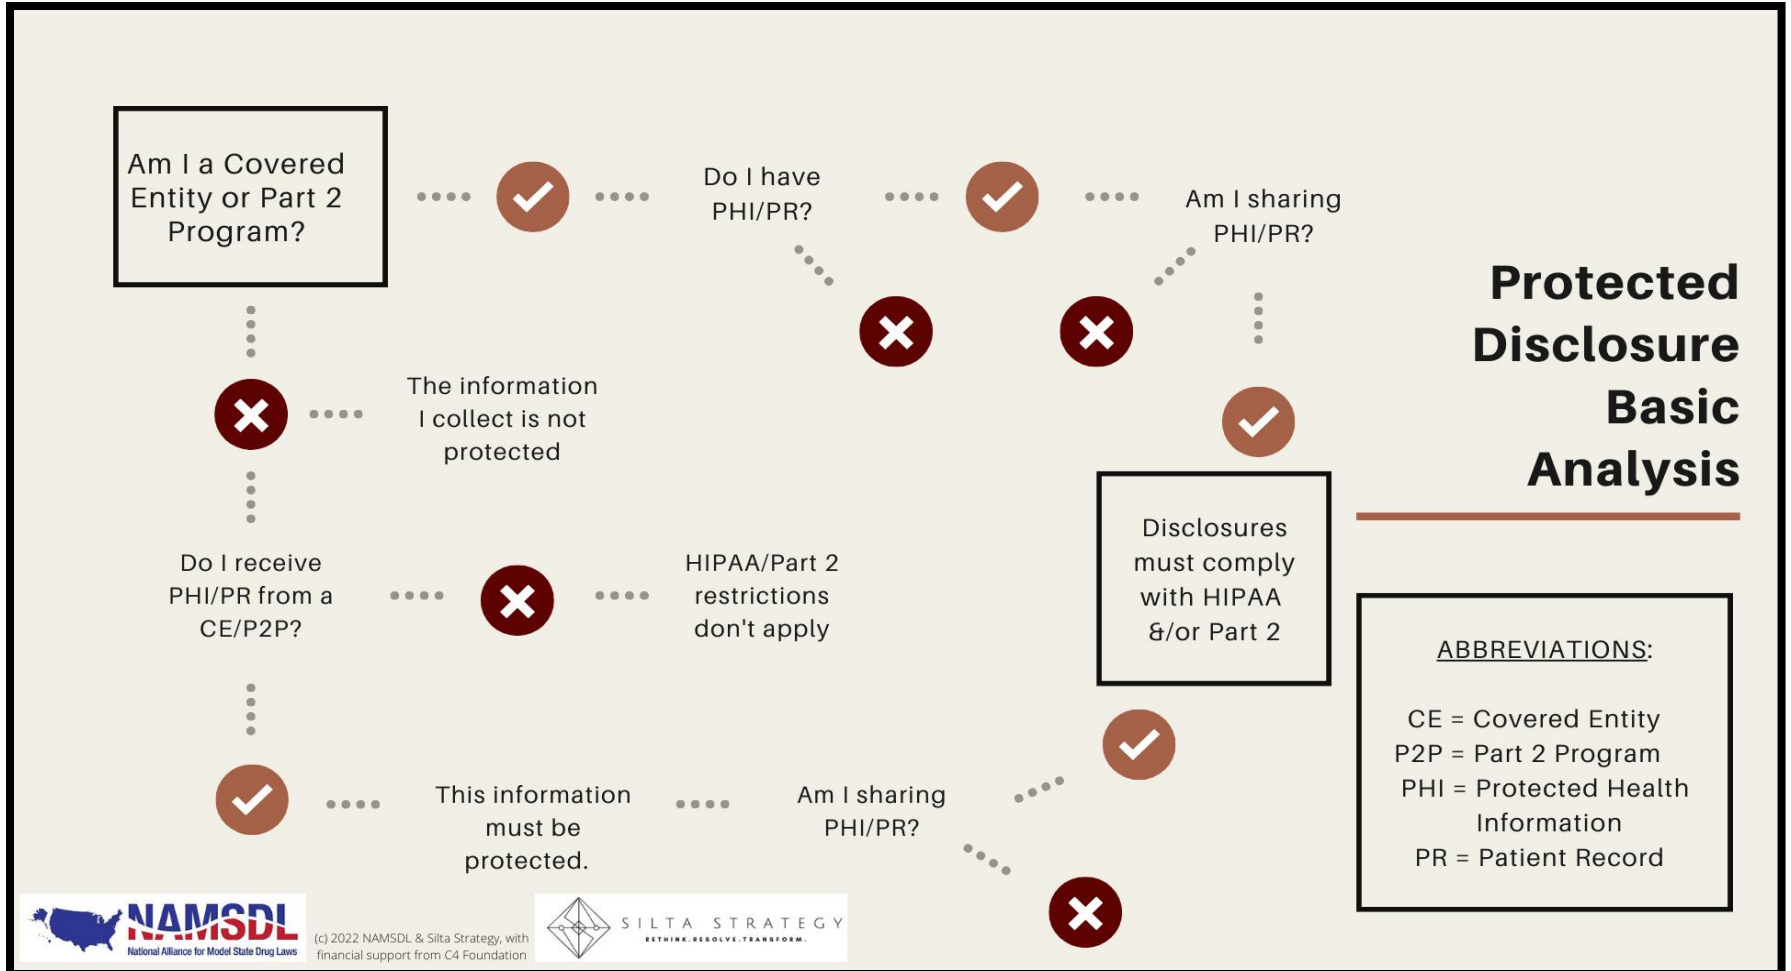 Am I a Covered
Entity or Part 2
Program?
Do I have
PHI/PR?
Am I sharing
PHI/PR?
Protected
Disclosure
Basic
Analysis
The information
I collect is not
protected
Do I receive
PHI/PR from a
CE/P2P?
HIPAA/Part 2
restrictions
don't apply
Disclosures
must comply
with HIPAA
&/or Part 2
ABBREVIATIONS:
CE = Covered Entity
P2P = Part 2 Program
PHI = Protected Health
Information
PR = Patient Record
This information
must be
protected.
Am I sharing
PHI/PR?
NAMSDL
National Alliance for Model State Drug Laws
(c) 2022 NAMSDL & Silta Strategy, with
financial support from C4 Foundation
SILTA STRATEGY
RETHINK.RESOLVE.TRANSFORM.